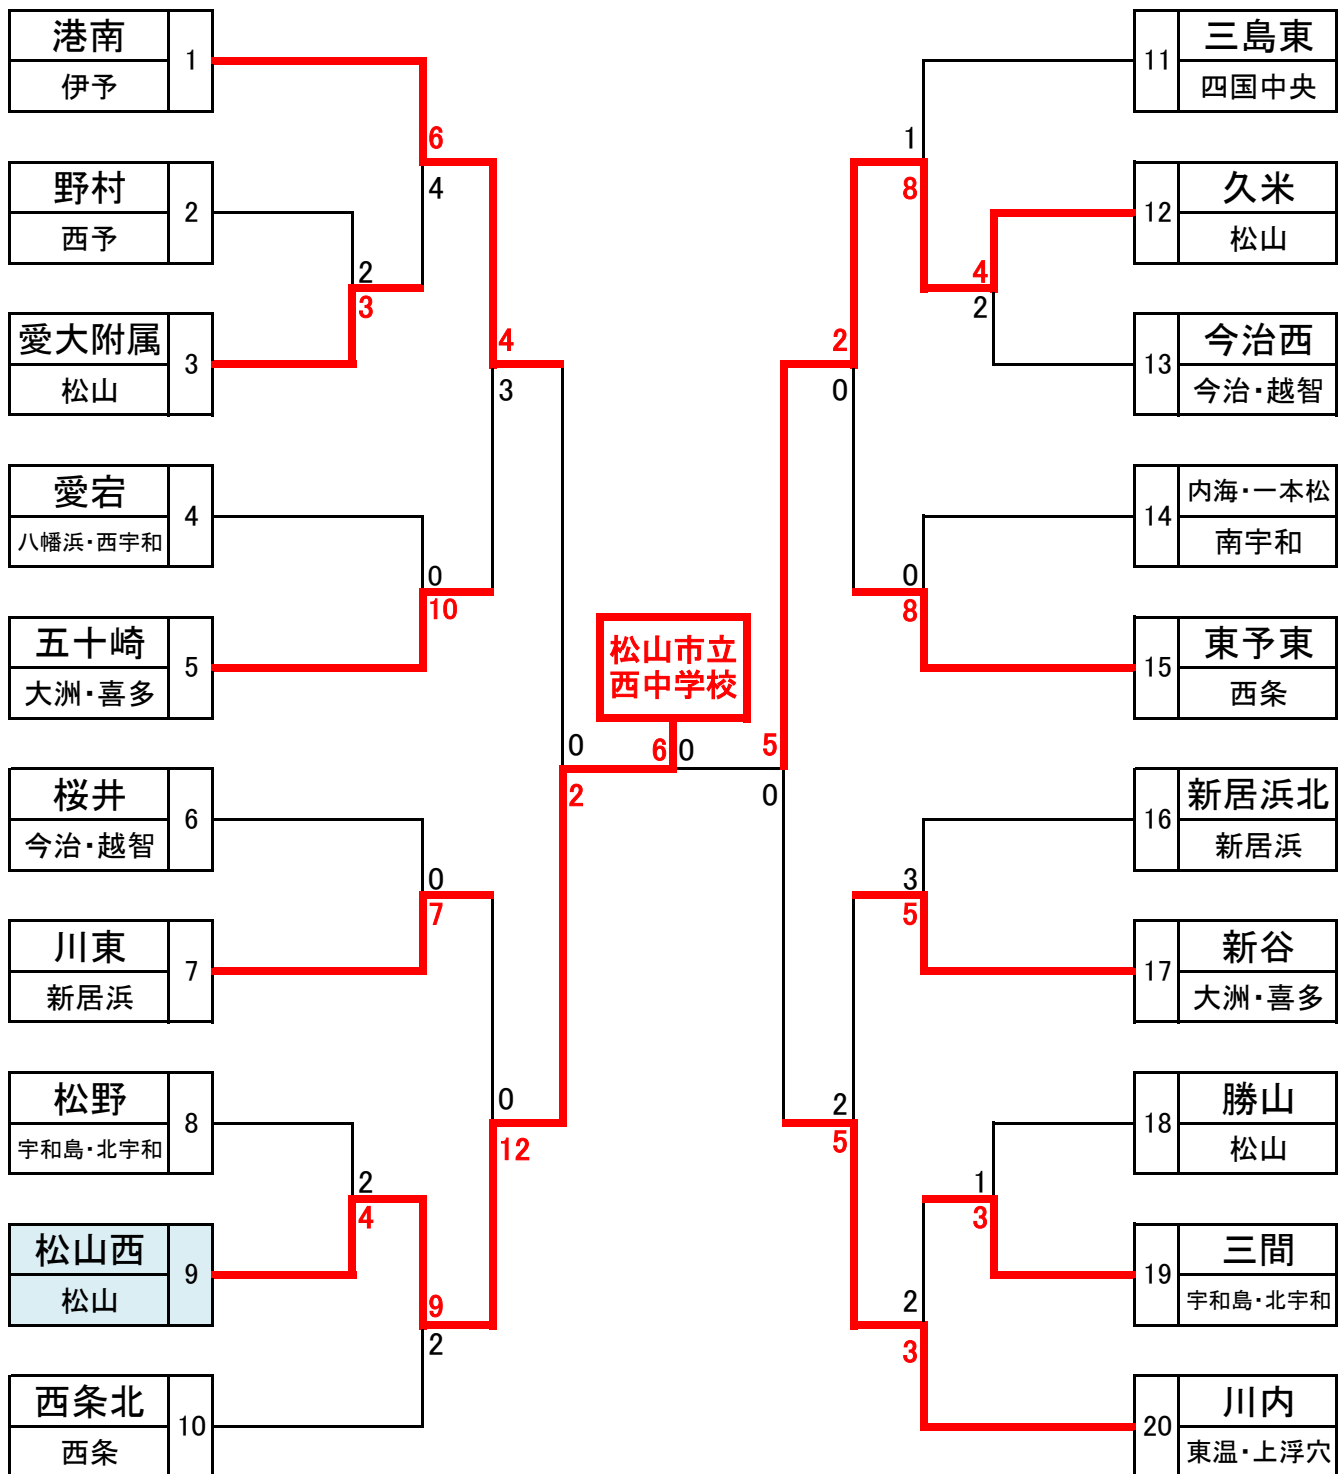 港南
1
伊予
野村
2
西予
愛大附属
3
松山
愛宕
4
八幡浜・西宇和
五十崎
5
大洲・喜多
桜井
6
今治・越智
川東
7
新居浜
松野
8
宇和島・北宇和
松山西
9
松山
西条北
10
西条
6
4
2
3
4
3
0
10
0
2
0
7
0
12
2
4
9
2
松山市立
西中学校
6 0
5
0
1
8
4
2
2
0
0
8
3
5
2
5
1
3
2
3
三島東
11
四国中央
久米
12
松山
今治西
13
今治・越智
内海・一本松
14
南宇和
東予東
15
西条
新居浜北
16
新居浜
新谷
17
大洲・喜多
勝山
18
松山
三間
19
宇和島・北宇和
川内
20
東温・上浮穴